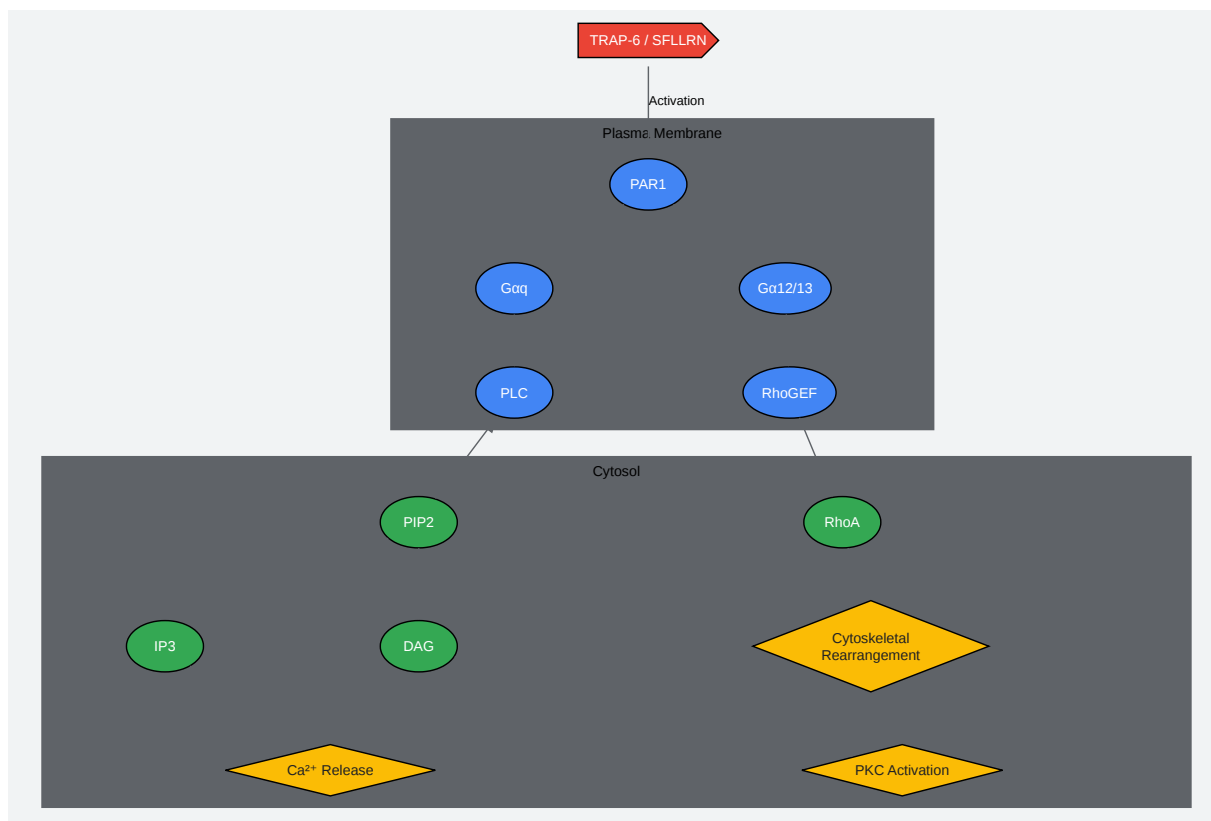 TRAP-6 / SFLLRN
Activation
Plasma Membrane
PAR1
Gαq
Gα12/13
PLC
RhoGEF
Cytosol
PIP2
RhoA
IP3
DAG
Cytoskeletal
Rearrangement
Ca²⁺ Release
PKC Activation